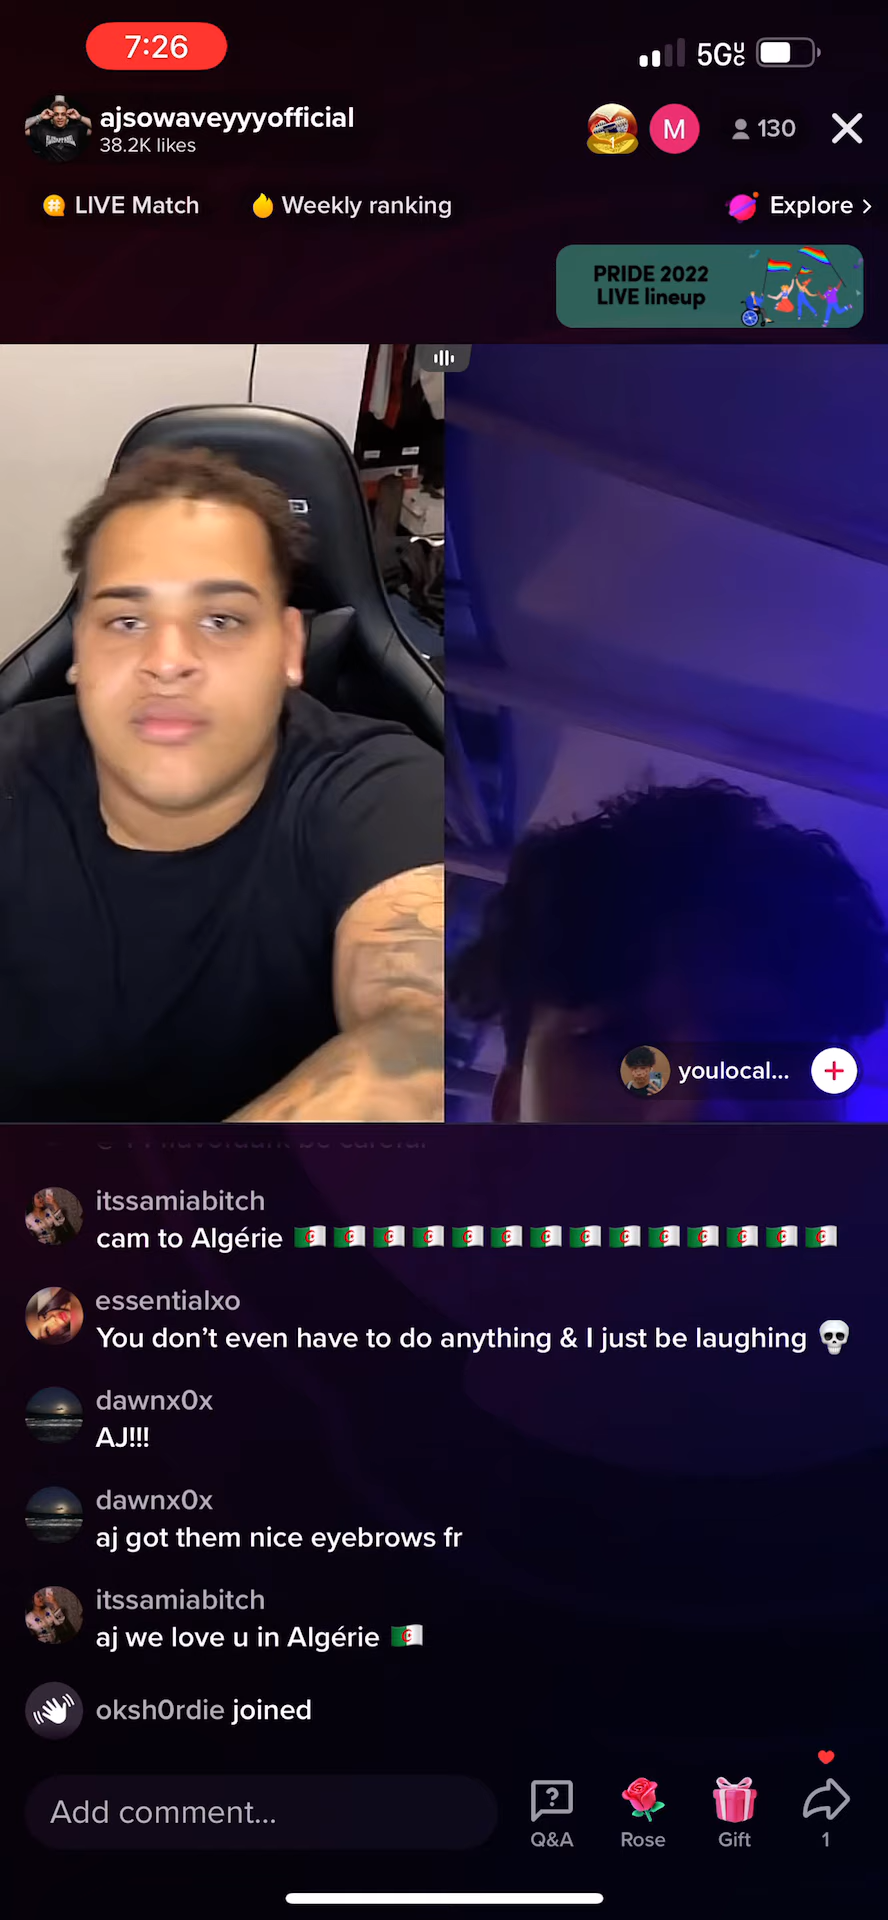 7:26
5G UC
ajsowaveyyyofficial
38.2K likes
1
M
130
LIVE Match
Weekly ranking
Explore >
PRIDE 2022
LIVE lineup
youlocal...
itssamiabitch
cam to Algérie 🇩🇿🇩🇿🇩🇿🇩🇿🇩🇿🇩🇿🇩🇿🇩🇿🇩🇿🇩🇿🇩🇿🇩🇿🇩🇿🇩🇿
essentialxo
You don’t even have to do anything & I just be laughing 💀
dawnx0x
AJ!!!
dawnx0x
aj got them nice eyebrows fr
itssamiabitch
aj we love u in Algérie 🇩🇿
oksh0rdie joined
Add comment...
Q&A
Rose
Gift
1